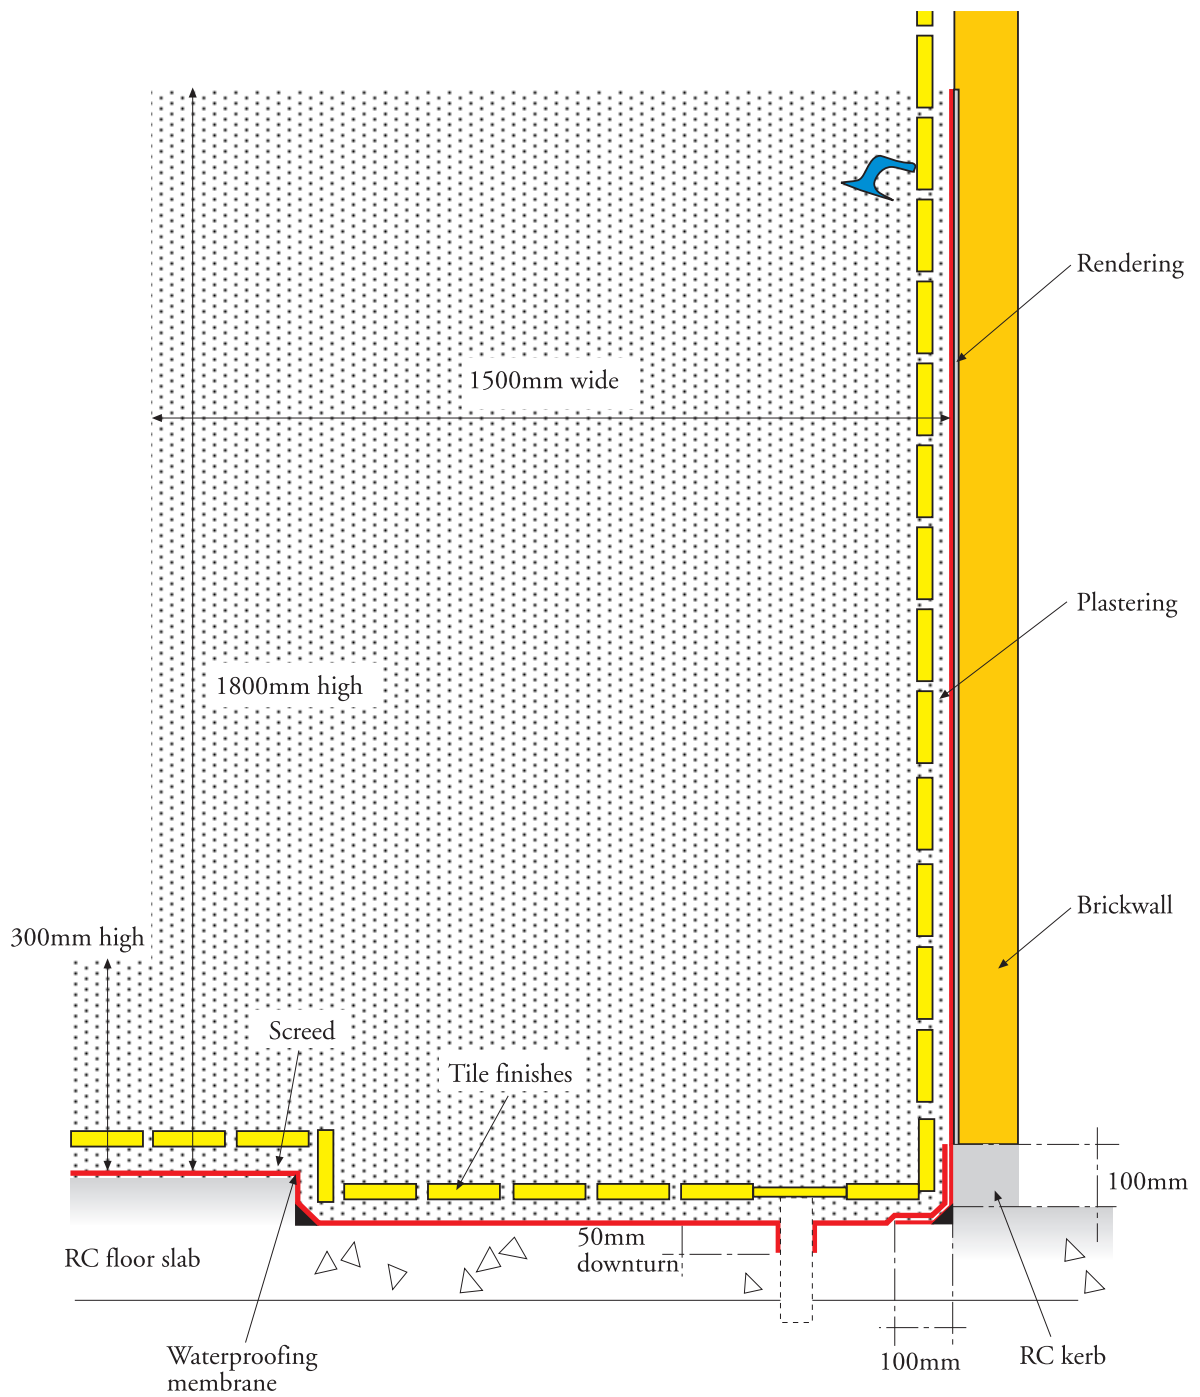 Rendering
1500mm wide
Plastering
1800mm high
Brickwall
300mm high
Screed
Tile finishes
100mm
50mm
downturn
RC floor slab
Waterproofing
membrane
100mm
RC kerb